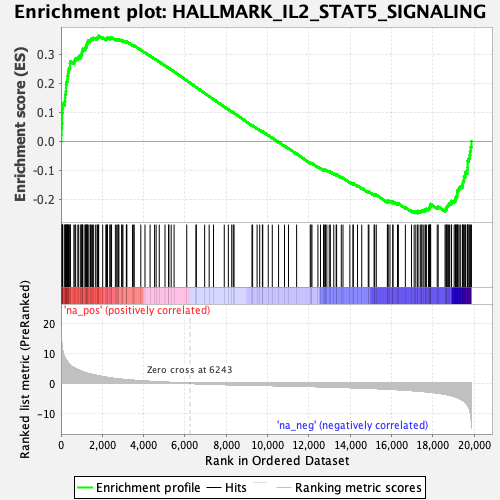 Enrichment plot: HALLMARK_IL2_STAT5_SIGNALING
Enrichment score (ES)
0.3
0.2
0.1
0.0
-0.1
-0.2
'na_pos' (positively correlated)
Ranked list metric (PreRanked)
20
10
0
-10
Zero cross at 6243
'na_neg' (negatively correlated)
0
2,000
4,000
6,000
8,000
10,000
12,000
14,000
16,000
18,000
20,000
Rank in Ordered Dataset
Enrichment profile
Hits
Ranking metric scores